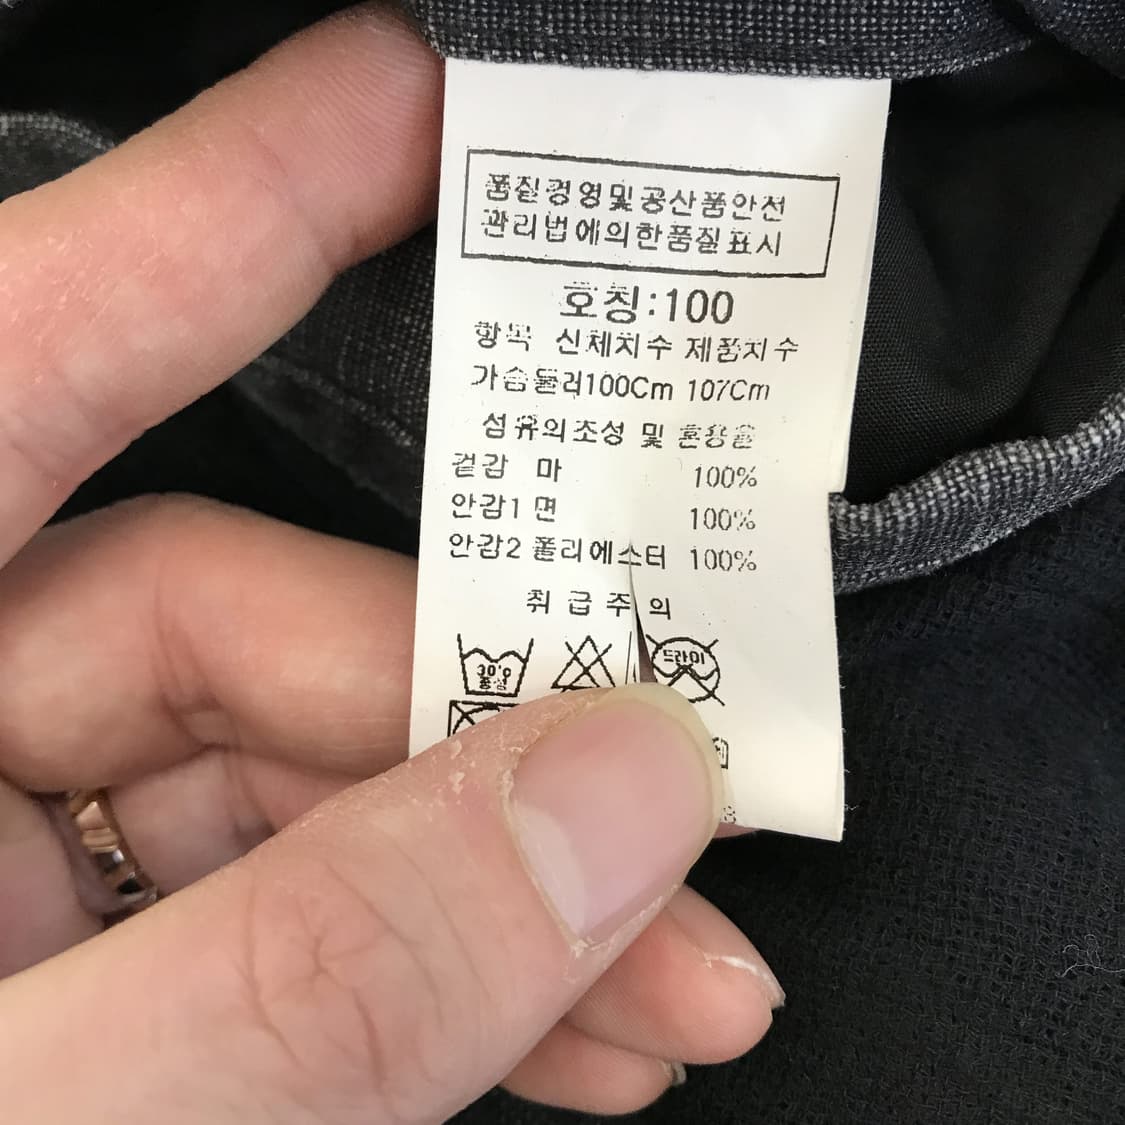 품질경영및공산품안전
관리법에의한품질표시
호칭:100
항목 신체치수 제품치수
가슴둘러100Cm 107Cm
섬유의조성 및 혼용율
겉감 마 100%
안감1 면 100%
안감2 폴리에스터 100%
취급주의
30℃
중성
드라이